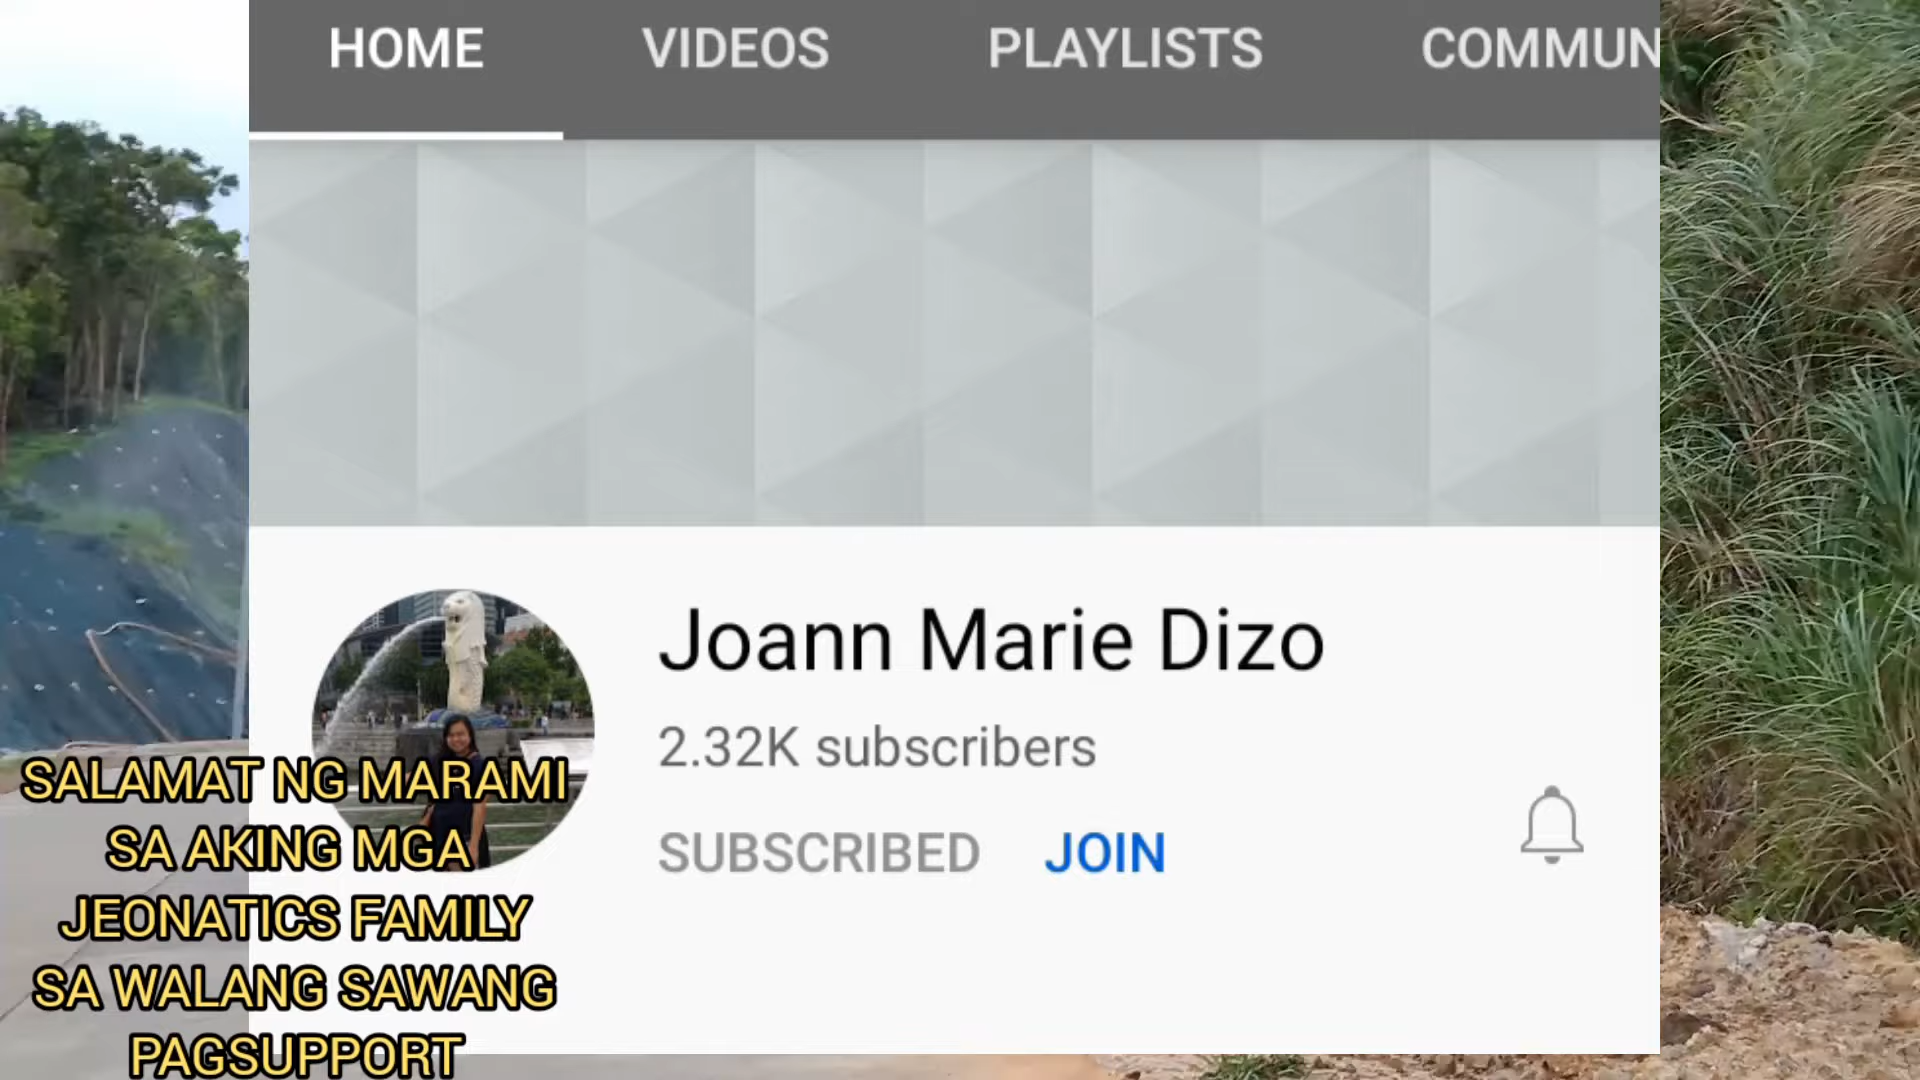 HOME VIDEOS PLAYLISTS COMMUN
Joann Marie Dizo
2.32K subscribers
SUBSCRIBED JOIN
SALAMAT NG MARAMI
SA AKING MGA
JEONATICS FAMILY
SA WALANG SAWANG
PAGSUPPORT